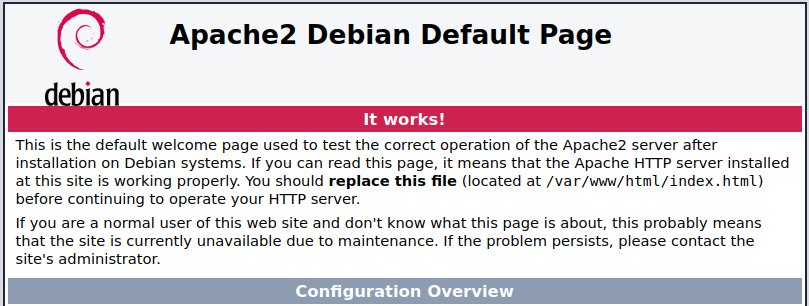 Apache2 Debian Default Page
debian
It works!
This is the default welcome page used to test the correct operation of the Apache2 server after
installation on Debian systems. If you can read this page, it means that the Apache HTTP server installed
at this site is working properly. You should replace this file (located at /var/www/html/index.html)
before continuing to operate your HTTP server.
If you are a normal user of this web site and don't know what this page is about, this probably means
that the site is currently unavailable due to maintenance. If the problem persists, please contact the
site's administrator.
Configuration Overview